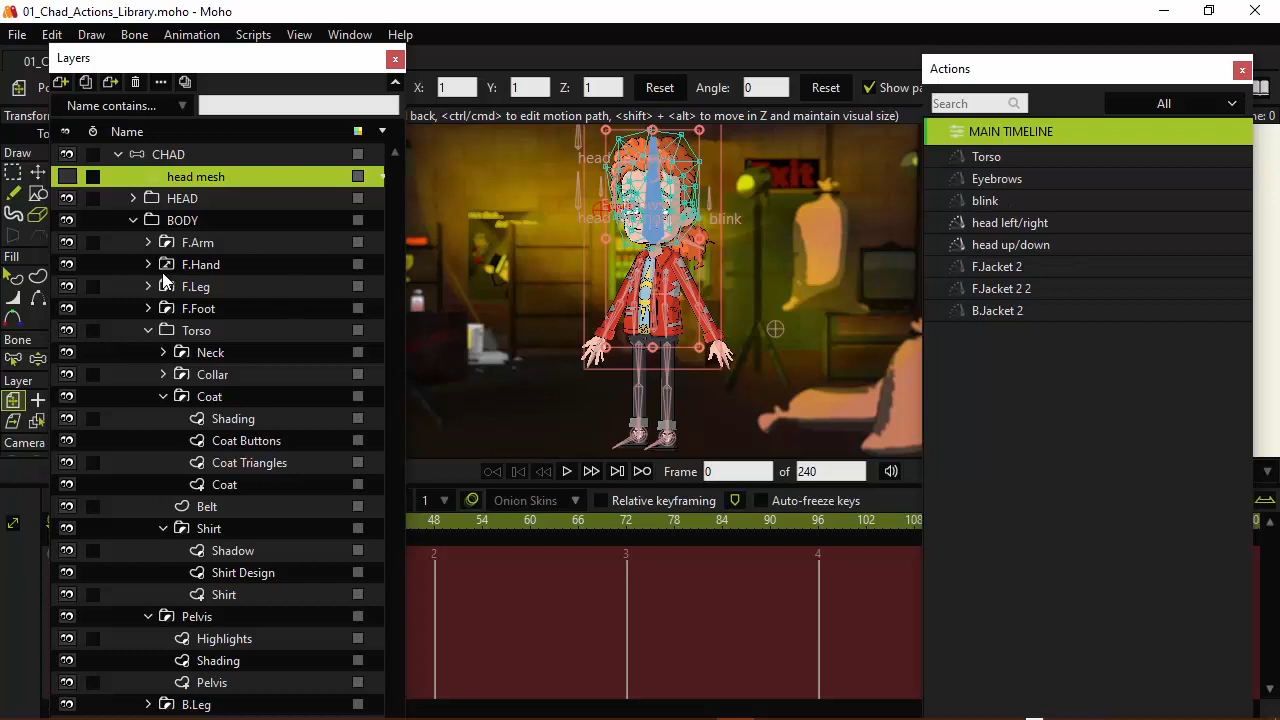 01_Chad_Actions_Library.moho - Moho
File Edit Draw Bone Animation Scripts View Window Help
Layers
Name contains...
Name
CHAD
head mesh
HEAD
BODY
F.Arm
F.Hand
F.Leg
F.Foot
Torso
Neck
Collar
Coat
Shading
Coat Buttons
Coat Triangles
Coat
Belt
Shirt
Shadow
Shirt Design
Shirt
Pelvis
Highlights
Shading
Pelvis
B.Leg
Draw
Fill
Bone
Layer
Camera
X: 1 Y: 1 Z: 1 Reset Angle: 0 Reset
back, <ctrl/cmd> to edit motion path, <shift> + <alt> to move in Z and maintain visual size)
Exit
blink
Frame 0 of 240
1 Onion Skins Relative keyframing Auto-freeze keys
48 54 60 66 72 78 84 90 96 102 108
2 3 4
Actions
Search All
MAIN TIMELINE
Torso
Eyebrows
blink
head left/right
head up/down
F.Jacket 2
F.Jacket 2 2
B.Jacket 2